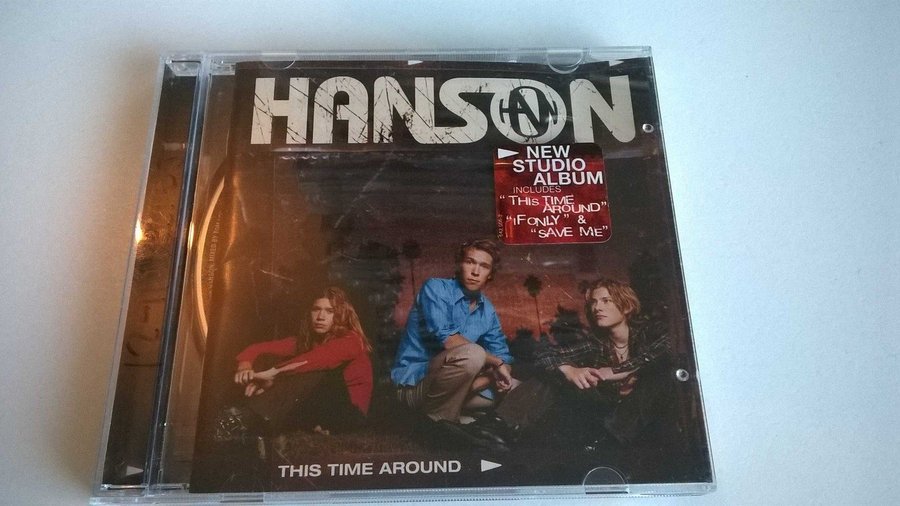 HANSON
NEW
STUDIO
ALBUM
INCLUDES
"THIS TIME
AROUND"
"IF ONLY" &
"SAVE ME"
THIS TIME AROUND